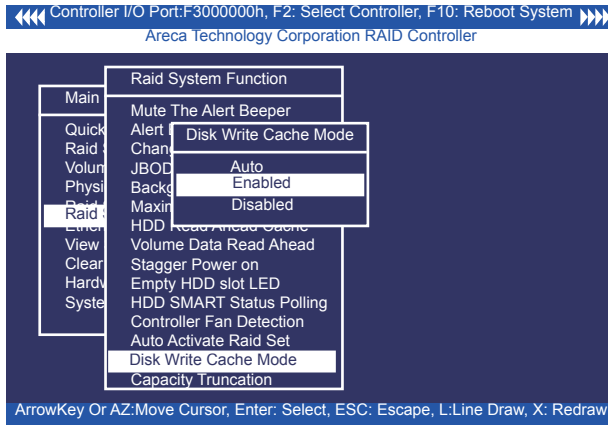 Controller I/O Port:F3000000h, F2: Select Controller, F10: Reboot System
Areca Technology Corporation RAID Controller
Main
Quick
Raid
Volum
Physi
Raid
View
Clear
Hardw
Syste
Raid System Function
Mute The Alert Beeper
Alert
Chan
JBOD
Backg
Maxim
HDD Read Ahead Cache
Volume Data Read Ahead
Stagger Power on
Empty HDD slot LED
HDD SMART Status Polling
Controller Fan Detection
Auto Activate Raid Set
Disk Write Cache Mode
Capacity Truncation
Disk Write Cache Mode
Auto
Enabled
Disabled
ArrowKey Or AZ:Move Cursor, Enter: Select, ESC: Escape, L:Line Draw, X: Redraw